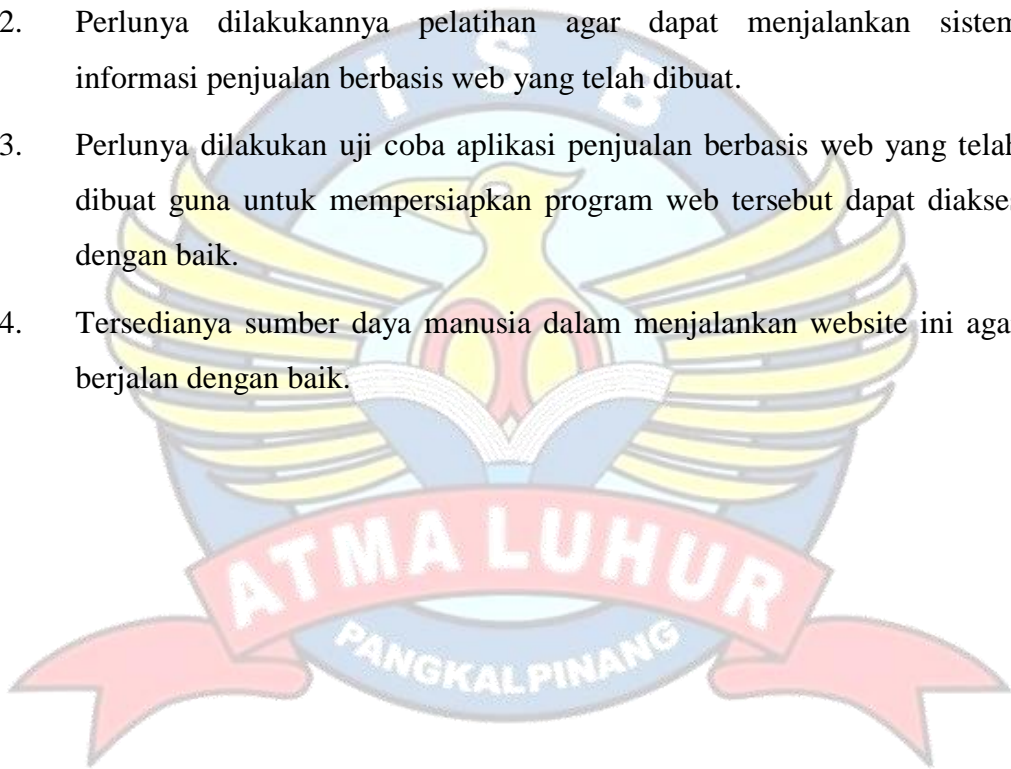 2. Perlunya dilakukannya pelatihan agar dapat menjalankan sistem
informasi penjualan berbasis web yang telah dibuat.
3. Perlunya dilakukan uji coba aplikasi penjualan berbasis web yang telah
dibuat guna untuk mempersiapkan program web tersebut dapat diakses
dengan baik.
4. Tersedianya sumber daya manusia dalam menjalankan website ini agar
berjalan dengan baik.
I S B
ATMA LUHUR
PANGKALPINANG